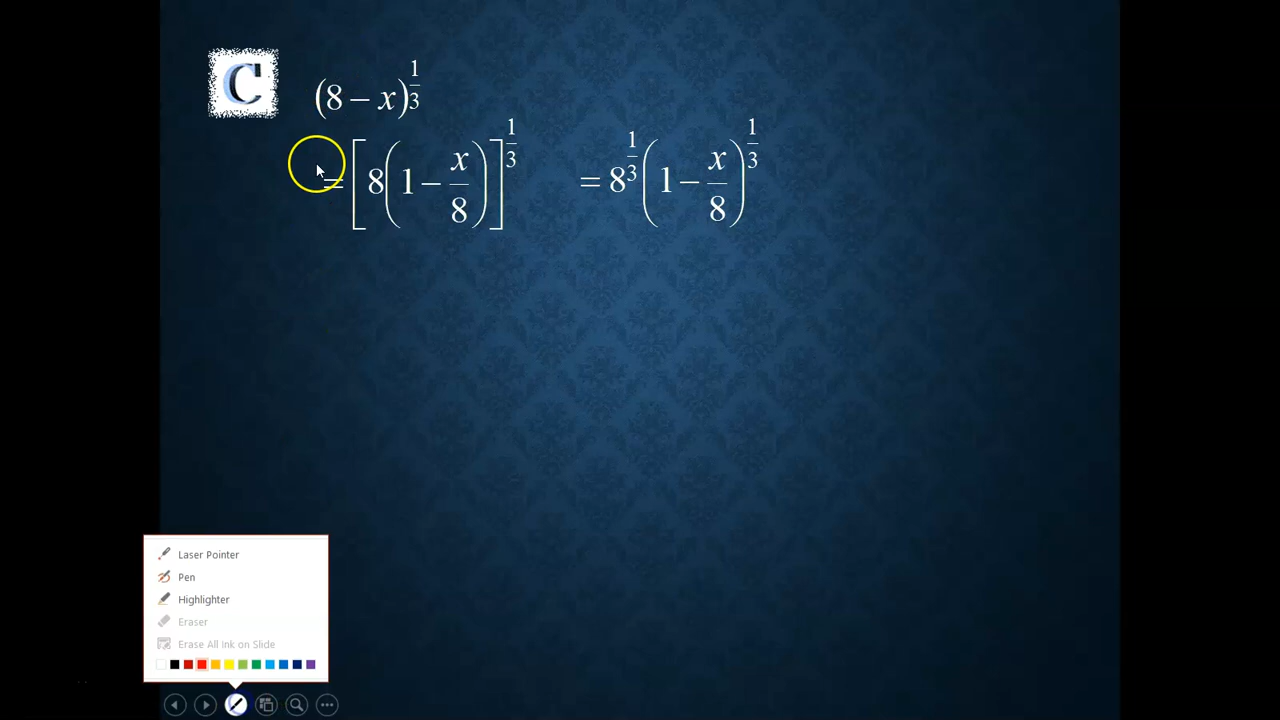 C
(8 − x)^{1/3}
= [8(1 − x/8)]^{1/3} = 8^{1/3}(1 − x/8)^{1/3}
Laser Pointer
Pen
Highlighter
Eraser
Erase All Ink on Slide